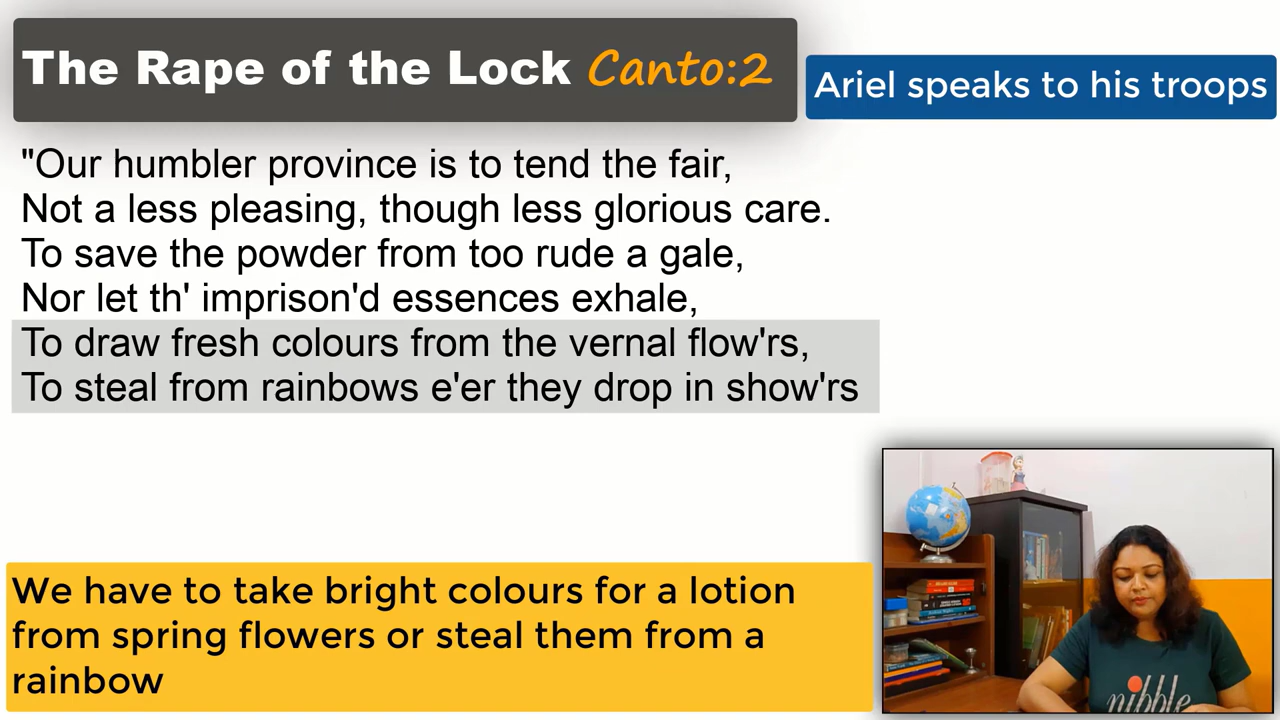 The Rape of the Lock Canto:2
Ariel speaks to his troops
"Our humbler province is to tend the fair,
Not a less pleasing, though less glorious care.
To save the powder from too rude a gale,
Nor let th' imprison'd essences exhale,
To draw fresh colours from the vernal flow'rs,
To steal from rainbows e'er they drop in show'rs
We have to take bright colours for a lotion
from spring flowers or steal them from a
rainbow
nibble